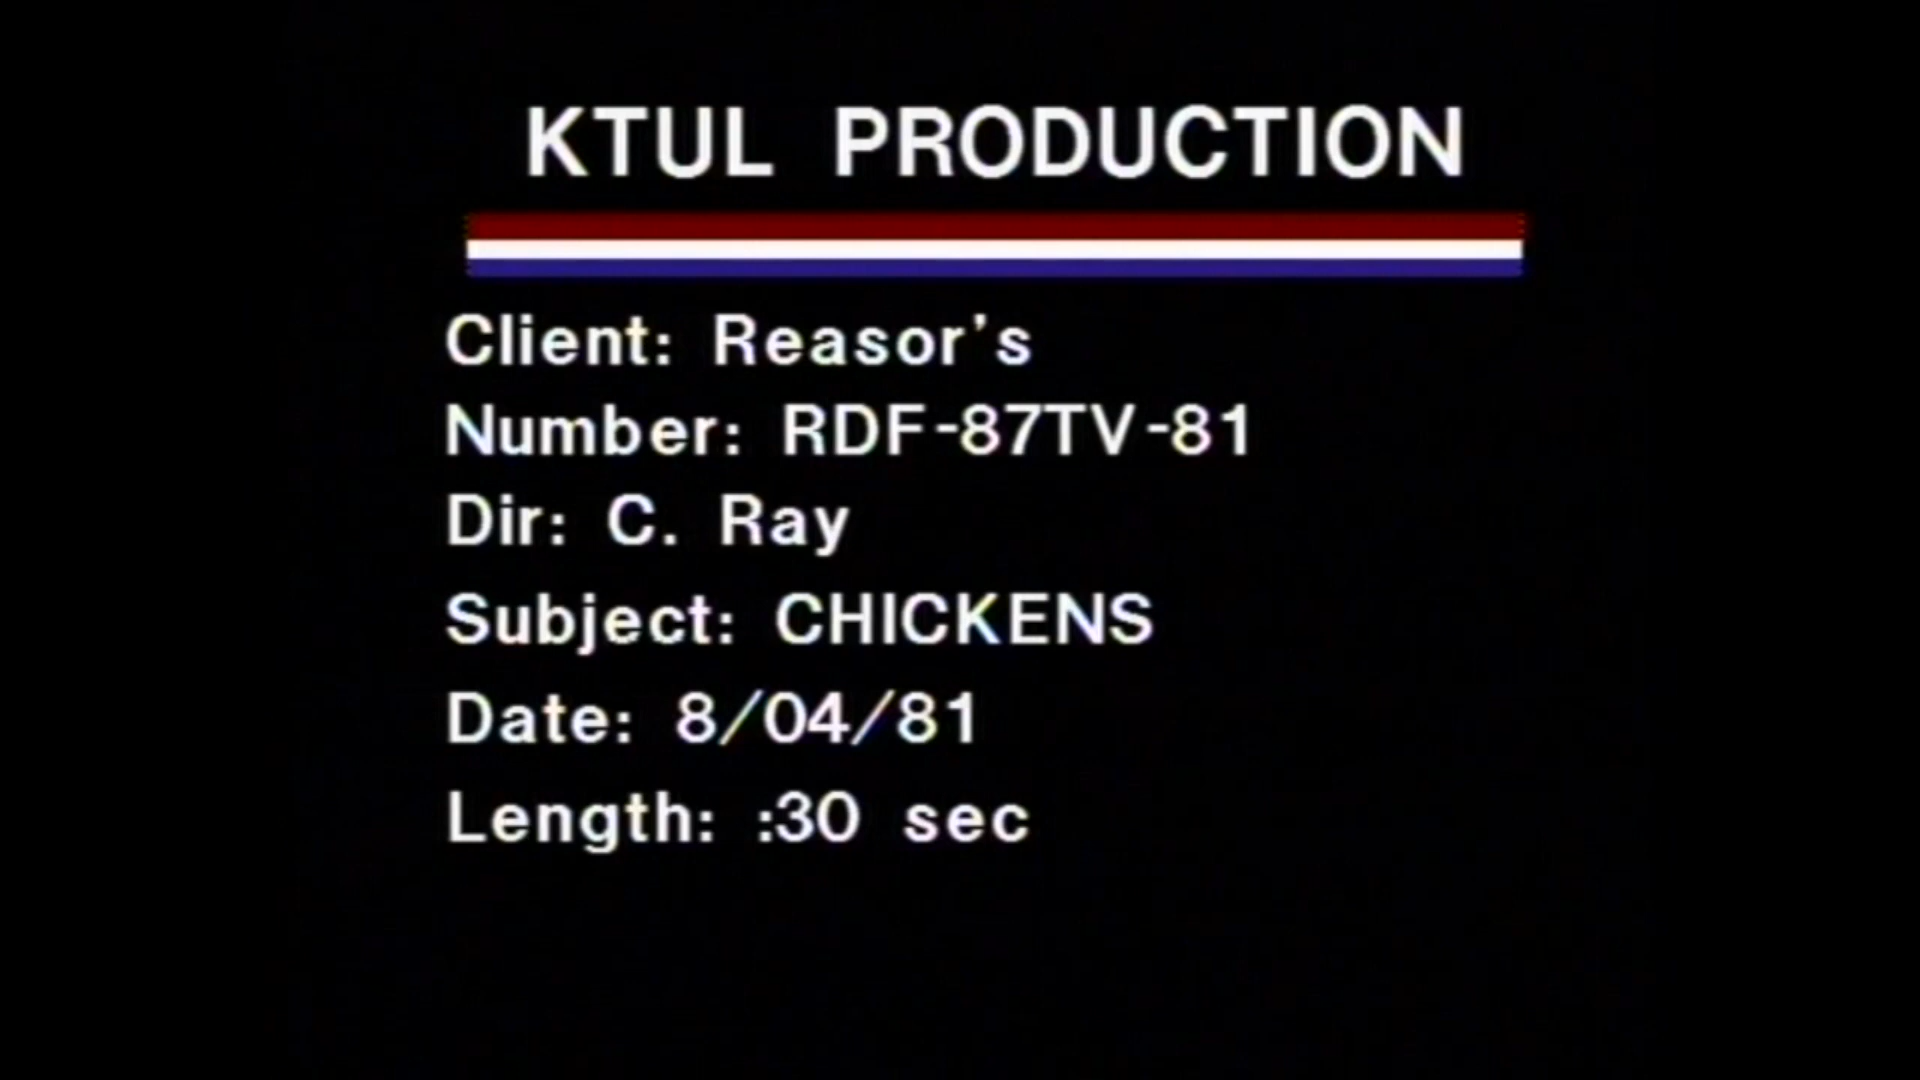 KTUL PRODUCTION
Client: Reasor's
Number: RDF-87TV-81
Dir: C. Ray
Subject: CHICKENS
Date: 8/04/81
Length: :30 sec